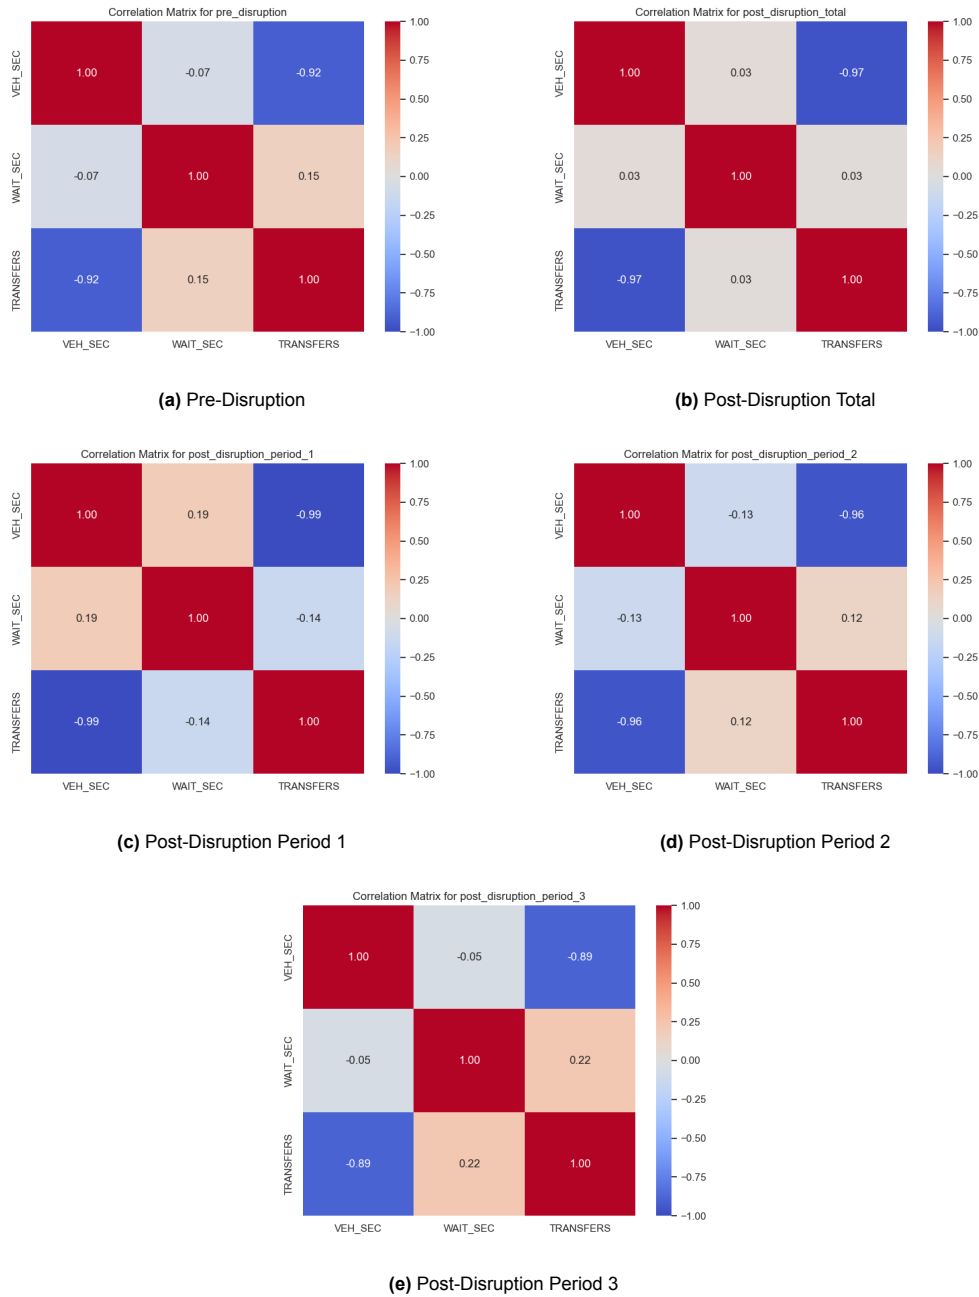 Correlation Matrix for pre_disruption
VEH_SEC
WAIT_SEC
TRANSFERS
1.00 -0.07 -0.92
-0.07 1.00 0.15
-0.92 0.15 1.00
VEH_SEC WAIT_SEC TRANSFERS
1.00
0.75
0.50
0.25
0.00
−0.25
−0.50
−0.75
−1.00
(a) Pre-Disruption
Correlation Matrix for post_disruption_total
VEH_SEC
WAIT_SEC
TRANSFERS
1.00 0.03 -0.97
0.03 1.00 0.03
-0.97 0.03 1.00
VEH_SEC WAIT_SEC TRANSFERS
1.00
0.75
0.50
0.25
0.00
−0.25
−0.50
−0.75
−1.00
(b) Post-Disruption Total
Correlation Matrix for post_disruption_period_1
VEH_SEC
WAIT_SEC
TRANSFERS
1.00 0.19 -0.99
0.19 1.00 -0.14
-0.99 -0.14 1.00
VEH_SEC WAIT_SEC TRANSFERS
1.00
0.75
0.50
0.25
0.00
−0.25
−0.50
−0.75
−1.00
(c) Post-Disruption Period 1
Correlation Matrix for post_disruption_period_2
VEH_SEC
WAIT_SEC
TRANSFERS
1.00 -0.13 -0.96
-0.13 1.00 0.12
-0.96 0.12 1.00
VEH_SEC WAIT_SEC TRANSFERS
1.00
0.75
0.50
0.25
0.00
−0.25
−0.50
−0.75
−1.00
(d) Post-Disruption Period 2
Correlation Matrix for post_disruption_period_3
VEH_SEC
WAIT_SEC
TRANSFERS
1.00 -0.05 -0.89
-0.05 1.00 0.22
-0.89 0.22 1.00
VEH_SEC WAIT_SEC TRANSFERS
1.00
0.75
0.50
0.25
0.00
−0.25
−0.50
−0.75
−1.00
(e) Post-Disruption Period 3